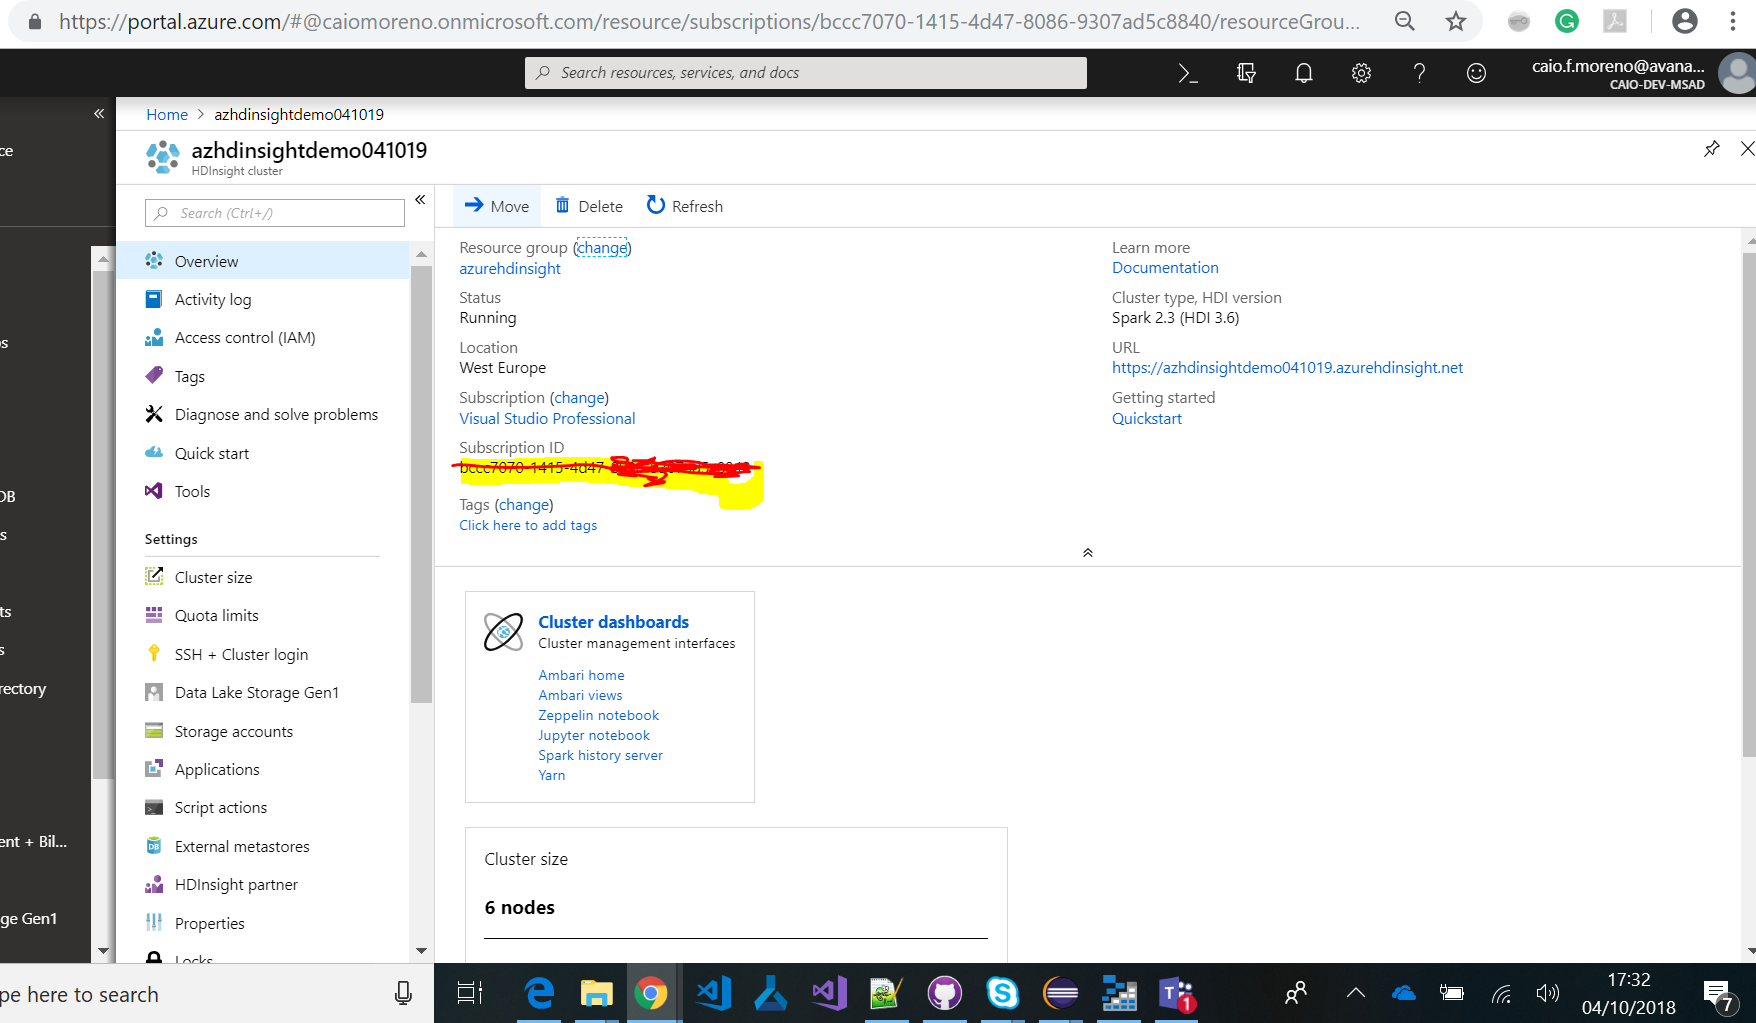 https://portal.azure.com/#@caiomoreno.onmicrosoft.com/resource/subscriptions/bccc7070-1415-4d47-8086-9307ad5c8840/resourceGrou...
Search resources, services, and docs
caio.f.moreno@avana...
CAIO-DEV-MSAD
Home > azhdinsightdemo041019
azhdinsightdemo041019
HDInsight cluster
Search (Ctrl+/)
Overview
Activity log
Access control (IAM)
Tags
Diagnose and solve problems
Quick start
Tools
Settings
Cluster size
Quota limits
SSH + Cluster login
Data Lake Storage Gen1
Storage accounts
Applications
Script actions
External metastores
HDInsight partner
Properties
Locks
ce
os
DB
s
ts
s
rectory
ent + Bil...
ge Gen1
Move
Delete
Refresh
Resource group (change)
azurehdinsight
Status
Running
Location
West Europe
Subscription (change)
Visual Studio Professional
Subscription ID
bccc7070-1415-4d47-
Tags (change)
Click here to add tags
Learn more
Documentation
Cluster type, HDI version
Spark 2.3 (HDI 3.6)
URL
https://azhdinsightdemo041019.azurehdinsight.net
Getting started
Quickstart
Cluster dashboards
Cluster management interfaces
Ambari home
Ambari views
Zeppelin notebook
Jupyter notebook
Spark history server
Yarn
Cluster size
6 nodes
pe here to search
1
17:32
04/10/2018
7